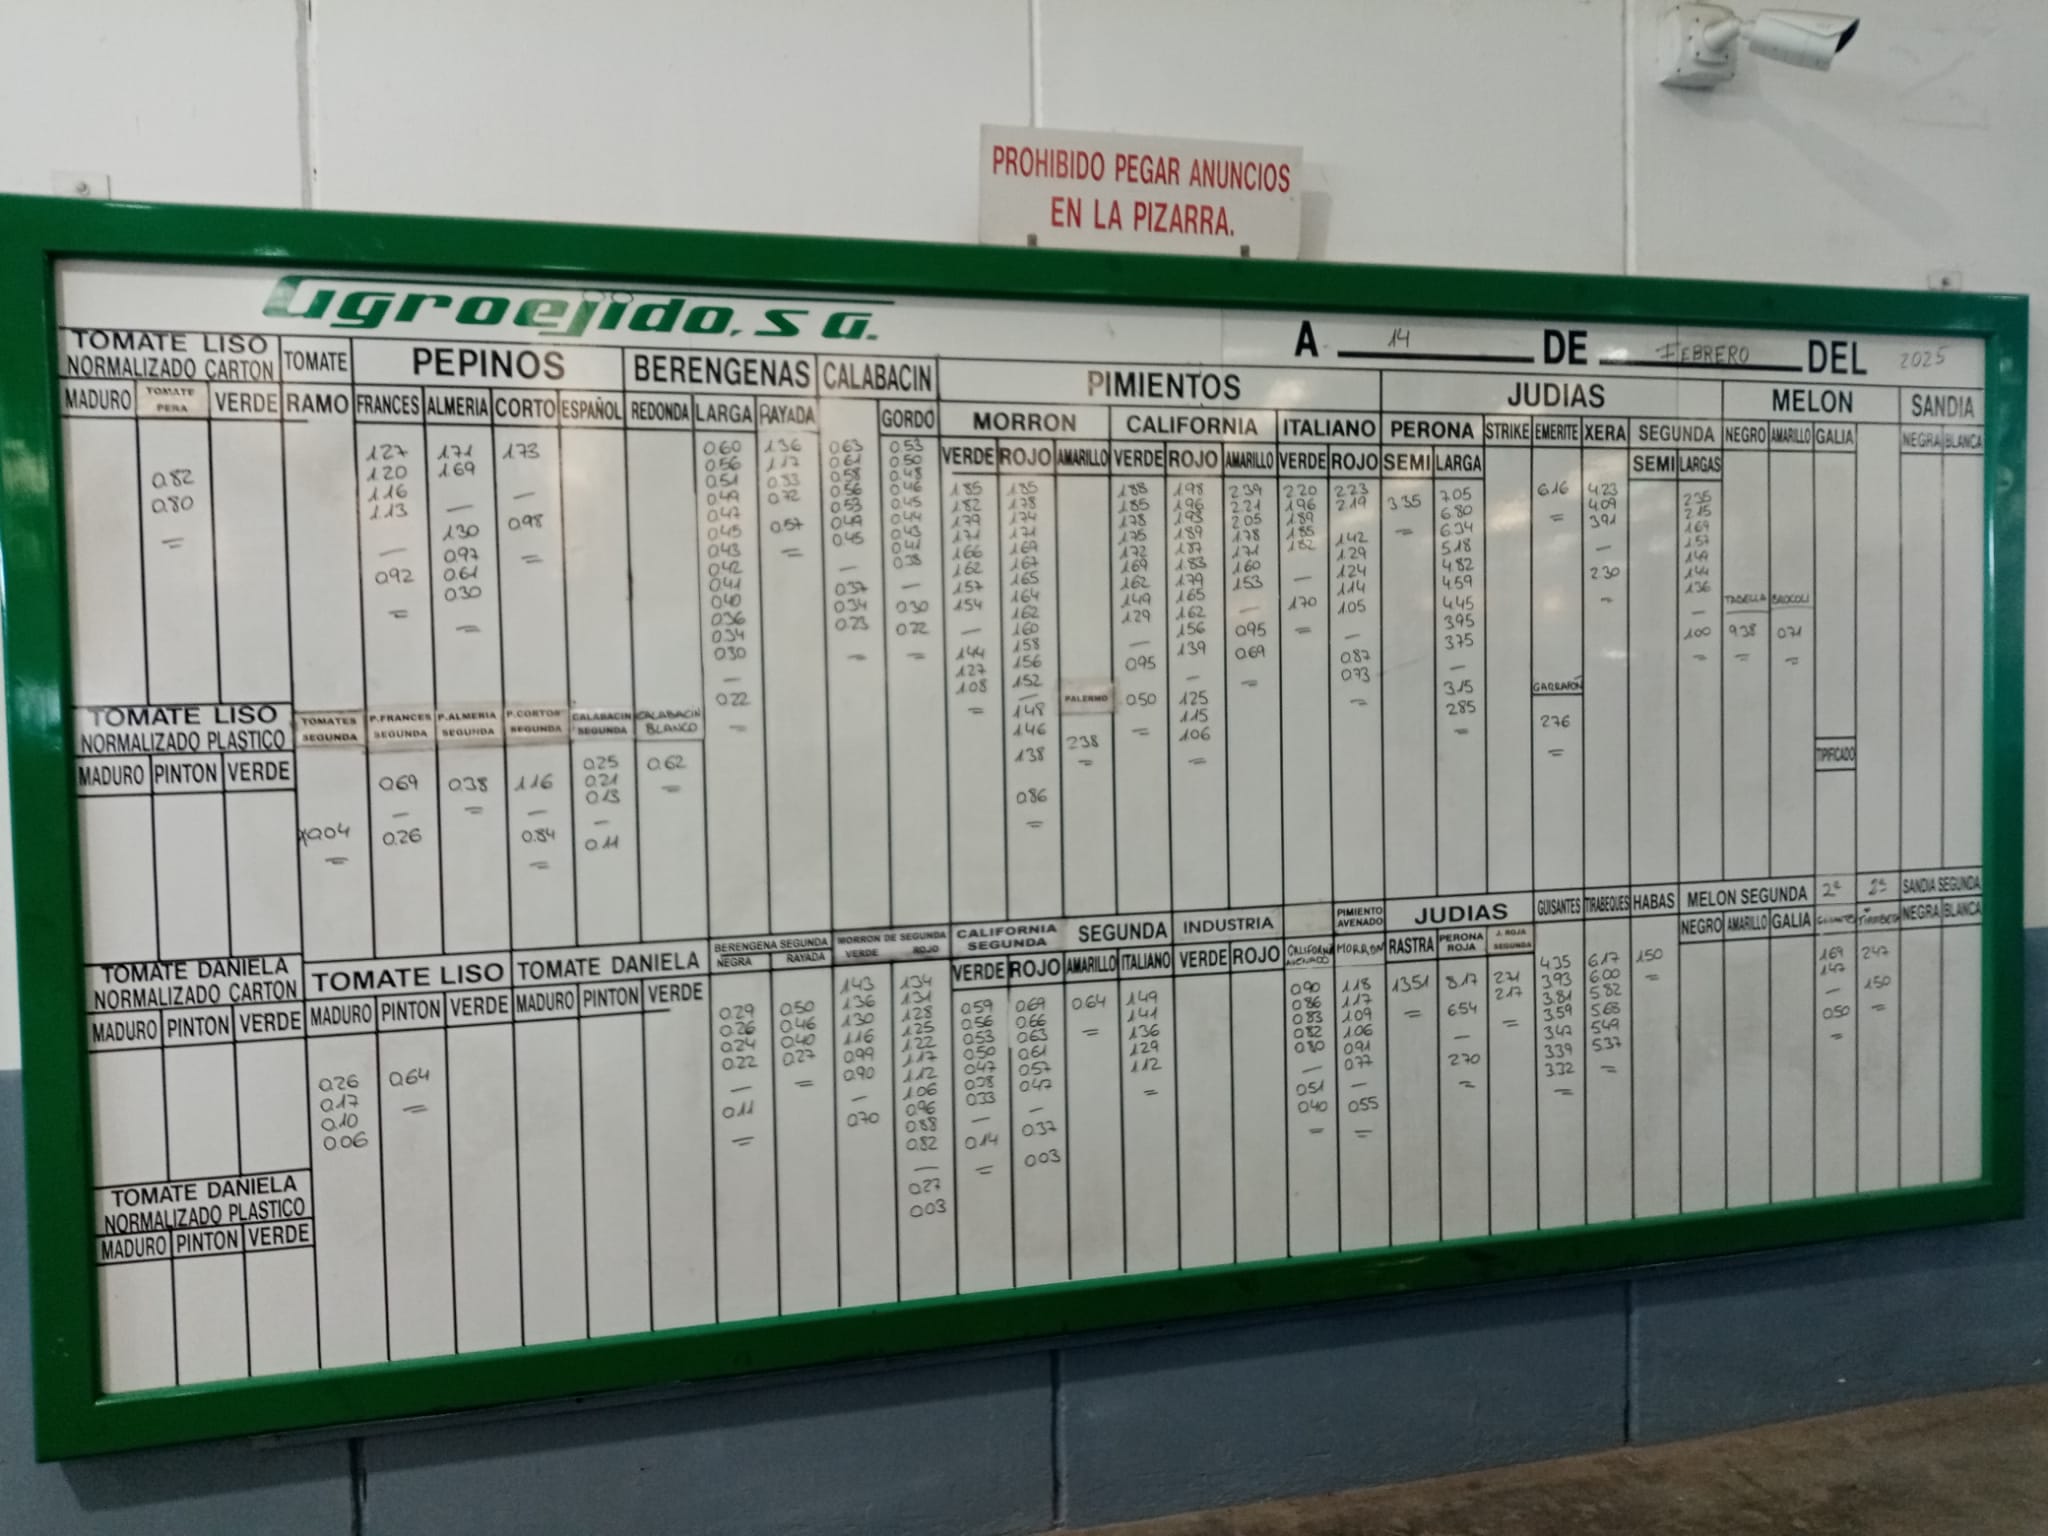 PROHIBIDO PEGAR ANUNCIOS
EN LA PIZARRA.
agroejido, S A.
A 14 DE FEBRERO DEL 2025
TOMATE LISO
NORMALIZADO CARTON
TOMATE
PEPINOS
BERENGENAS
CALABACIN
PIMIENTOS
JUDIAS
MELON
SANDIA
MADURO
TOMATE PERA
VERDE
RAMO
FRANCES
ALMERIA
CORTO
ESPAÑOL
REDONDA
LARGA
RAYADA
GORDO
MORRON
CALIFORNIA
ITALIANO
PERONA
STRIKE
EMERITE
XERA
SEGUNDA
NEGRO
AMARILLO
GALIA
NEGRA
BLANCA
VERDE
ROJO
AMARILLO
VERDE
ROJO
AMARILLO
VERDE
ROJO
SEMI
LARGA
SEMI
LARGAS
0.82
0.80
1.27
1.20
1.16
1.13
—
0.92
1.71
1.69
—
1.30
0.97
0.61
0.30
1.73
—
0.98
0.60
0.56
0.51
0.49
0.47
0.45
0.43
0.42
0.41
0.40
0.36
0.34
0.30
—
0.22
1.36
1.17
0.72
0.57
0.63
0.61
0.58
0.56
0.53
0.49
0.45
—
0.37
0.34
0.23
0.53
0.50
0.48
0.46
0.45
0.44
0.43
0.41
0.38
—
0.30
0.22
1.85
1.82
1.79
1.71
1.66
1.62
1.57
1.54
—
1.44
1.27
1.08
1.85
1.78
1.74
1.71
1.69
1.67
1.65
1.64
1.62
1.60
1.58
1.56
1.52
—
1.48
1.46
1.38
0.86
PALERMO
2.38
1.88
1.85
1.78
1.75
1.72
1.69
1.62
1.49
1.29
—
0.95
0.50
1.98
1.96
1.93
1.89
1.87
1.83
1.79
1.65
1.62
1.56
1.39
—
1.25
1.15
1.06
2.39
2.21
2.05
1.78
1.71
1.60
1.53
—
0.95
0.69
2.20
1.96
1.89
1.85
1.82
—
1.70
2.23
2.19
1.42
1.29
1.24
1.14
1.05
—
0.87
0.73
3.35
7.05
6.80
6.34
5.18
4.82
4.59
4.45
3.95
3.75
—
3.15
2.85
6.16
GARRAFON
2.76
4.23
4.09
3.91
—
2.30
2.35
2.15
1.69
1.57
1.49
1.44
1.36
—
1.00
TABELLA
9.38
BROCOLI
0.71
TIPIFICADO
TOMATE LISO
NORMALIZADO PLASTICO
MADURO
PINTON
VERDE
TOMATES SEGUNDA
P.FRANCES SEGUNDA
P.ALMERIA SEGUNDA
P.CORTOS SEGUNDA
CALABACIN SEGUNDA
CALABACIN BLANCO
0.04
0.69
—
0.26
0.38
1.16
—
0.84
0.25
0.21
0.13
—
0.11
0.62
TOMATE DANIELA
NORMALIZADO CARTON
MADURO
PINTON
VERDE
TOMATE LISO
MADURO
PINTON
VERDE
TOMATE DANIELA
MADURO
PINTON
VERDE
0.26
0.17
0.10
0.06
0.64
BERENGENA SEGUNDA
NEGRA
RAYADA
MORRON DE SEGUNDA
VERDE
ROJO
CALIFORNIA SEGUNDA
VERDE
ROJO
SEGUNDA
AMARILLO
ITALIANO
INDUSTRIA
VERDE
ROJO
PIMIENTO AVENADO
CALIFORNIA AVENADO
MORRON
JUDIAS
RASTRA
PERONA ROJA
J. ROJA SEGUNDA
GUISANTES
TIRABEQUES
HABAS
MELON SEGUNDA
NEGRO
AMARILLO
GALIA
2ª
GUISANTES
2ª
TIRABEQ
SANDIA SEGUNDA
NEGRA
BLANCA
0.29
0.26
0.24
0.22
—
0.11
0.50
0.46
0.40
0.27
1.43
1.36
1.30
1.16
0.99
0.90
—
0.70
1.34
1.31
1.28
1.25
1.22
1.17
1.12
1.06
0.96
0.88
0.82
—
0.27
0.03
0.59
0.56
0.53
0.50
0.47
0.38
0.33
—
0.14
0.69
0.66
0.63
0.61
0.57
0.47
—
0.37
0.03
0.64
1.49
1.41
1.36
1.29
1.12
0.90
0.86
0.83
0.82
0.80
—
0.51
0.40
1.18
1.17
1.09
1.06
0.91
0.77
—
0.55
13.51
8.17
6.54
—
2.70
2.21
2.17
4.35
3.93
3.81
3.59
3.47
3.39
3.32
6.17
6.00
5.82
5.65
5.49
5.37
1.50
1.69
1.47
—
0.50
2.47
1.50
TOMATE DANIELA
NORMALIZADO PLASTICO
MADURO
PINTON
VERDE